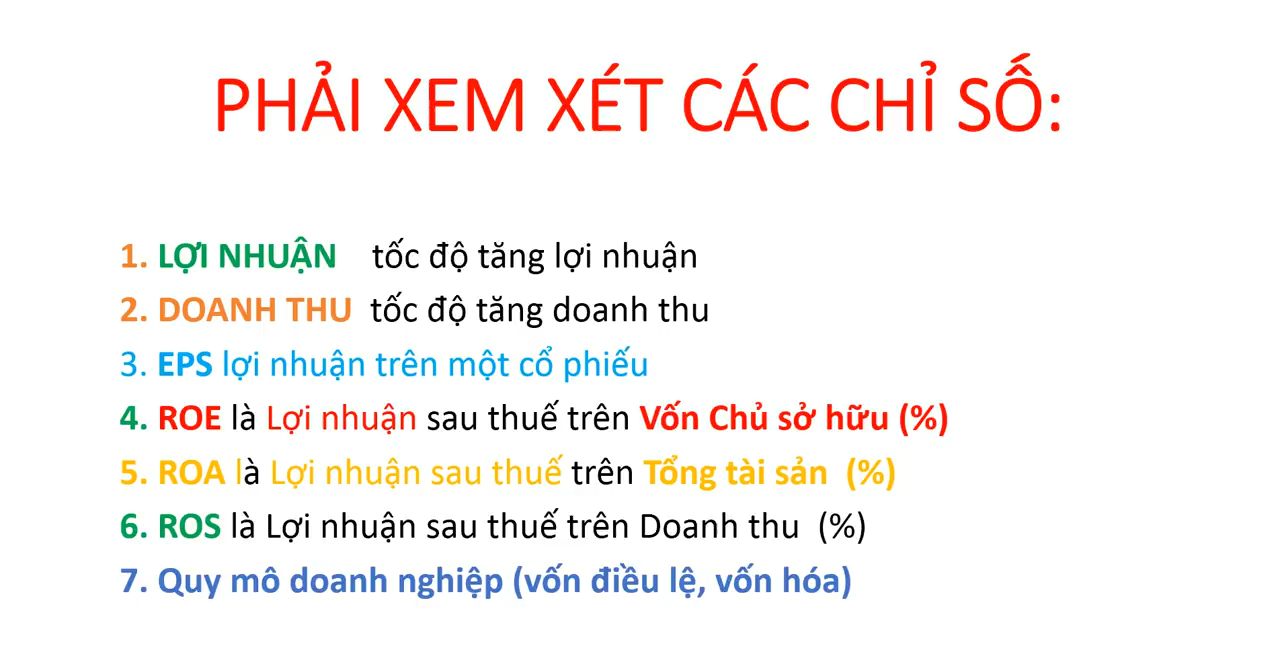 PHẢI XEM XÉT CÁC CHỈ SỐ:
1. LỢI NHUẬN tốc độ tăng lợi nhuận
2. DOANH THU tốc độ tăng doanh thu
3. EPS lợi nhuận trên một cổ phiếu
4. ROE là Lợi nhuận sau thuế trên Vốn Chủ sở hữu (%)
5. ROA là Lợi nhuận sau thuế trên Tổng tài sản (%)
6. ROS là Lợi nhuận sau thuế trên Doanh thu (%)
7. Quy mô doanh nghiệp (vốn điều lệ, vốn hóa)